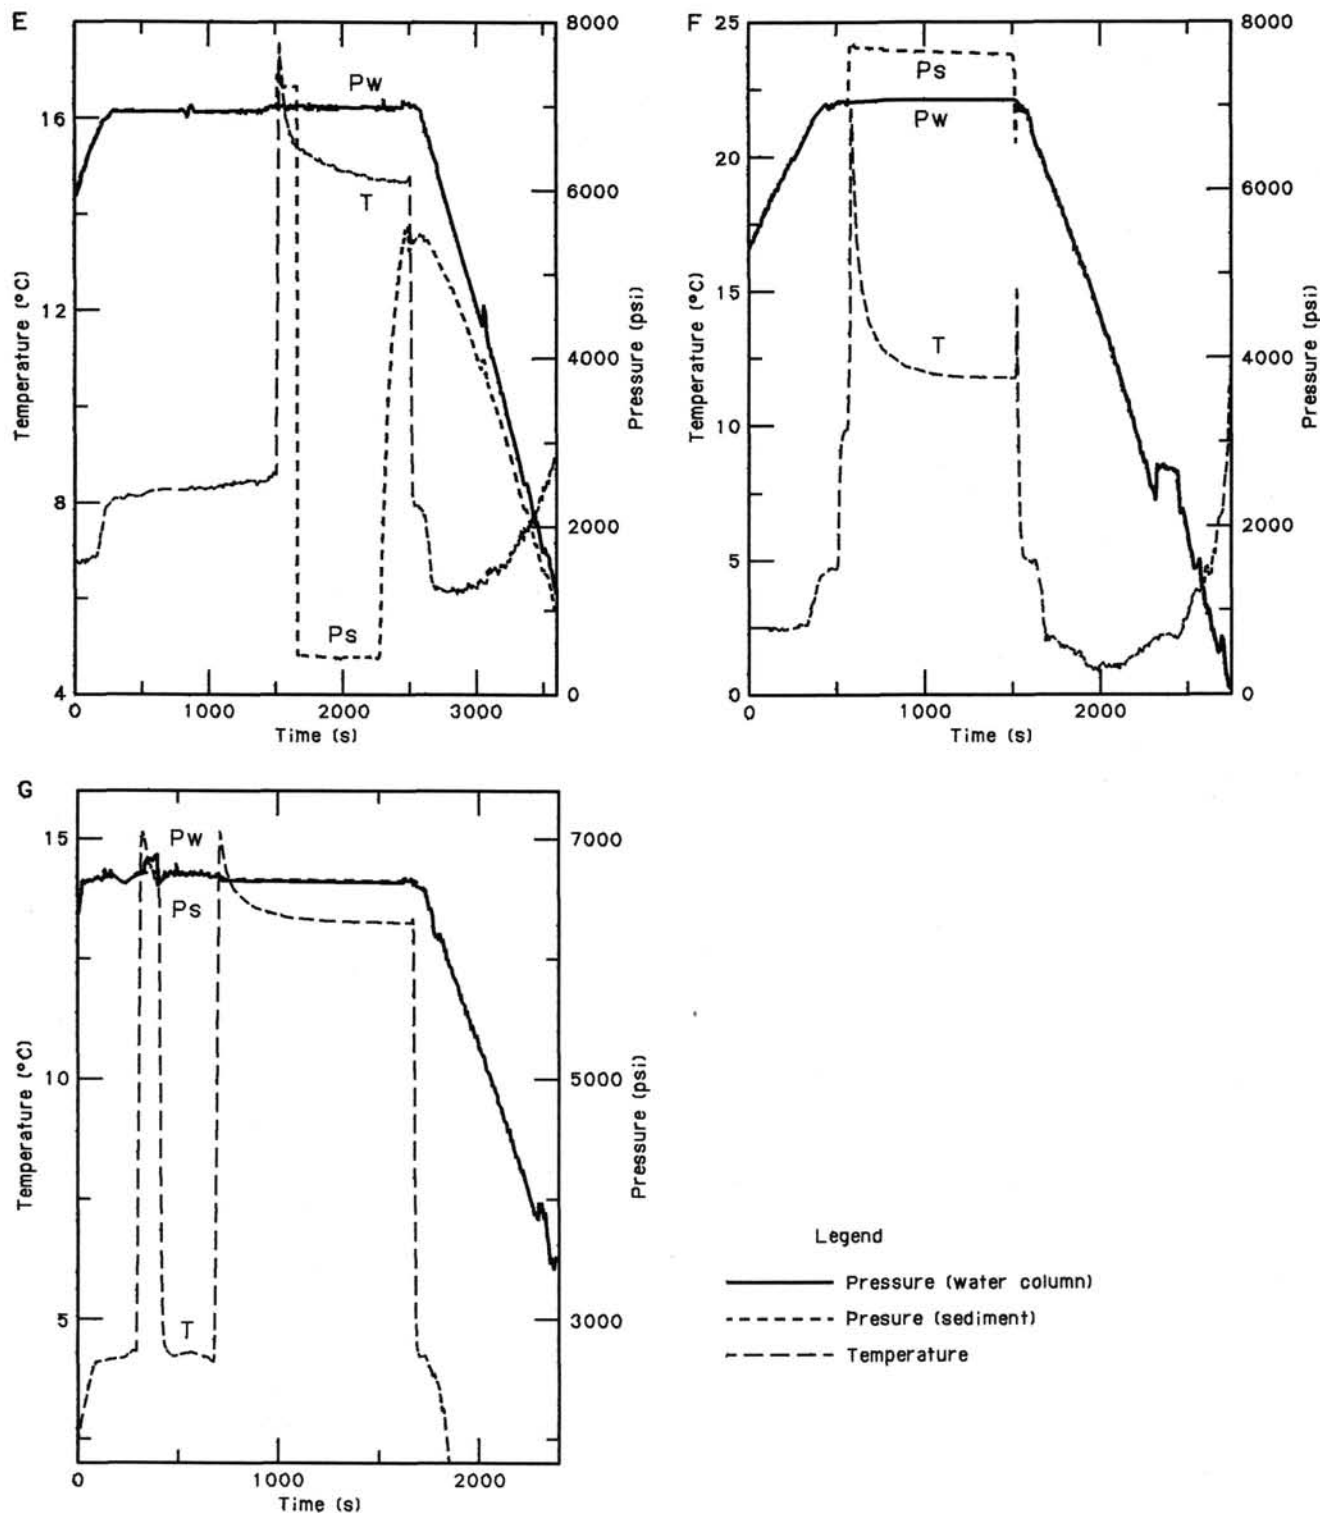 E
8000
16
12
8
4
Temperature (°C)
6000
4000
2000
0
Pressure (psi)
Pw
T
Ps
0
1000
2000
3000
Time (s)
F
25
20
15
10
5
0
Temperature (°C)
8000
6000
4000
2000
0
Pressure (psi)
Ps
Pw
T
0
1000
2000
Time (s)
G
15
10
5
Temperature (°C)
7000
5000
3000
Pressure (psi)
Pw
Ps
T
0
1000
2000
Time (s)
Legend
Pressure (water column)
Presure (sediment)
Temperature